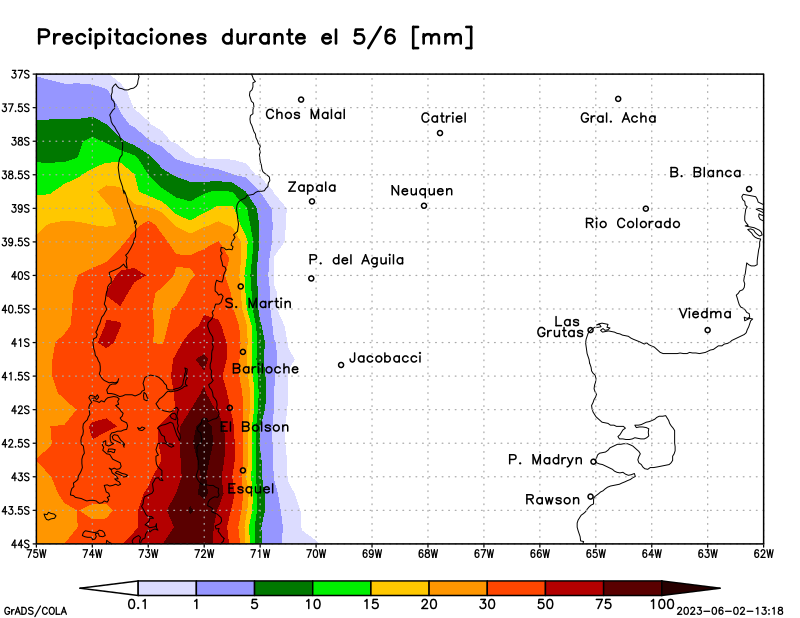 Precipitaciones durante el 5/6 [mm]
37S
37.5S
Chos Malal
Catriel
Gral. Acha
38S
38.5S
B. Blanca
Zapala
Neuquen
39S
Rio Colorado
39.5S
P. del Aguila
40S
S. Martin
40.5S
Viedma
Las
Grutas
41S
Bariloche
Jacobacci
41.5S
42S
El Bolson
42.5S
P. Madryn
43S
Esquel
Rawson
43.5S
44S
75W 74W 73W 72W 71W 70W 69W 68W 67W 66W 65W 64W 63W 62W
0.1 1 5 10 15 20 30 50 75 100
GrADS/COLA
2023-06-02-13:18